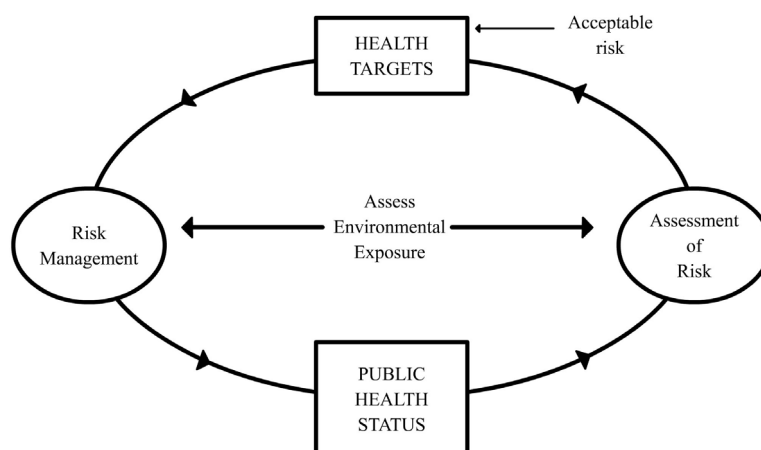 HEALTH
TARGETS
Acceptable
risk
Risk
Management
Assess
Environmental
Exposure
Assessment
of
Risk
PUBLIC
HEALTH
STATUS